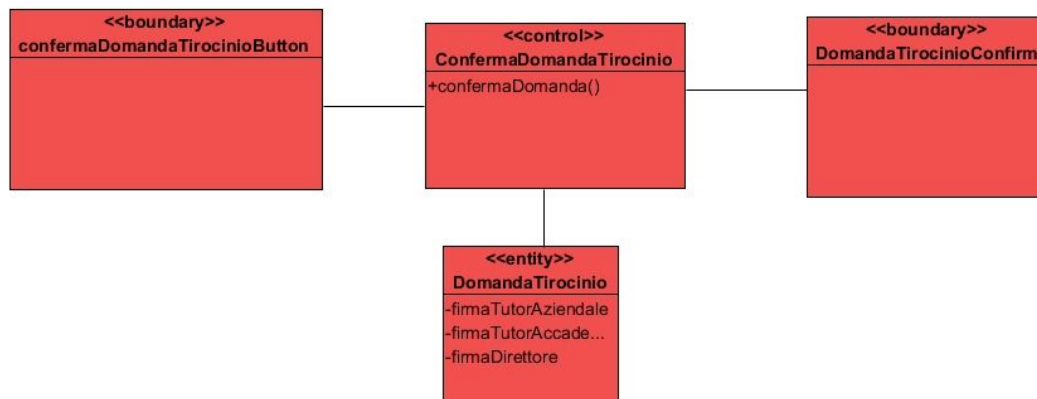 <<boundary>>
confermaDomandaTirocinioButton
<<control>>
ConfermaDomandaTirocinio
+confermaDomanda()
<<boundary>>
DomandaTirocinioConfirm
<<entity>>
DomandaTirocinio
-firmaTutorAziendale
-firmaTutorAccade...
-firmaDirettore